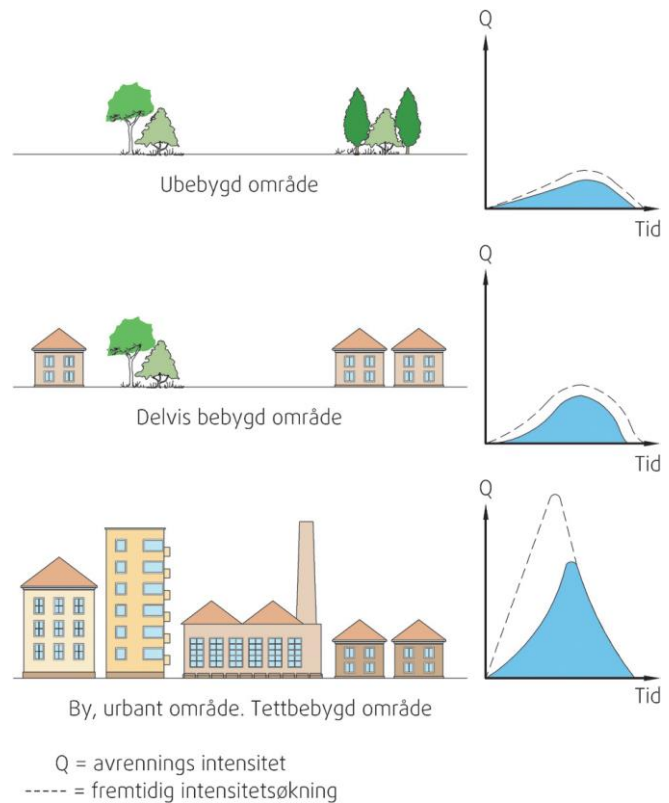 Q
Ubebygd område
Tid
Q
Delvis bebygd område
Tid
Q
By, urbant område. Tettbebygd område
Tid
Q = avrennings intensitet
----- = fremtidig intensitetsøkning